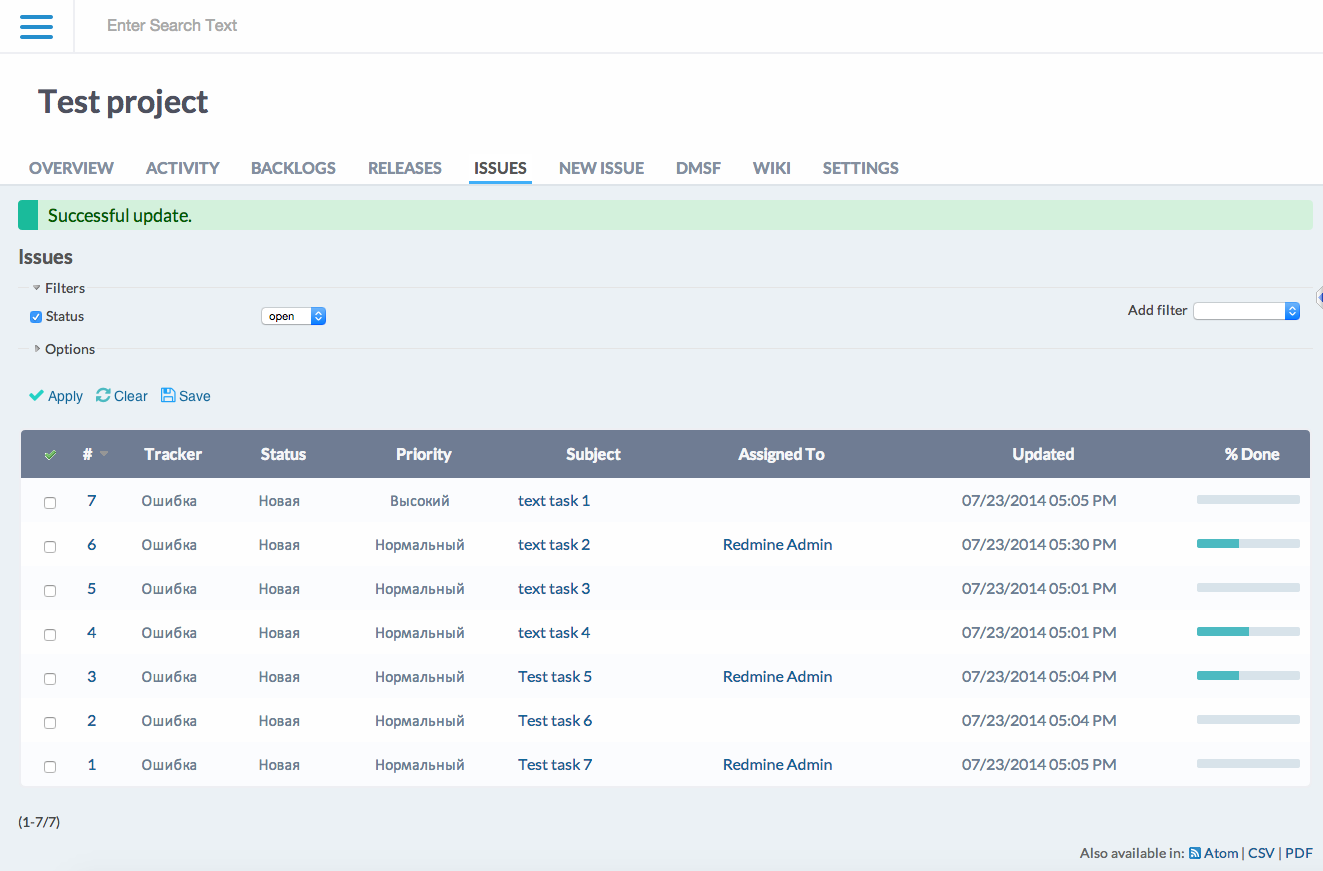 Enter Search Text
Test project
OVERVIEW ACTIVITY BACKLOGS RELEASES ISSUES NEW ISSUE DMSF WIKI SETTINGS
Successful update.
Issues
Filters
Status open Add filter
Options
Apply Clear Save
# Tracker Status Priority Subject Assigned To Updated % Done
7 Ошибка Новая Высокий text task 1 07/23/2014 05:05 PM
6 Ошибка Новая Нормальный text task 2 Redmine Admin 07/23/2014 05:30 PM
5 Ошибка Новая Нормальный text task 3 07/23/2014 05:01 PM
4 Ошибка Новая Нормальный text task 4 07/23/2014 05:01 PM
3 Ошибка Новая Нормальный Test task 5 Redmine Admin 07/23/2014 05:04 PM
2 Ошибка Новая Нормальный Test task 6 07/23/2014 05:04 PM
1 Ошибка Новая Нормальный Test task 7 Redmine Admin 07/23/2014 05:05 PM
(1-7/7)
Also available in: Atom | CSV | PDF